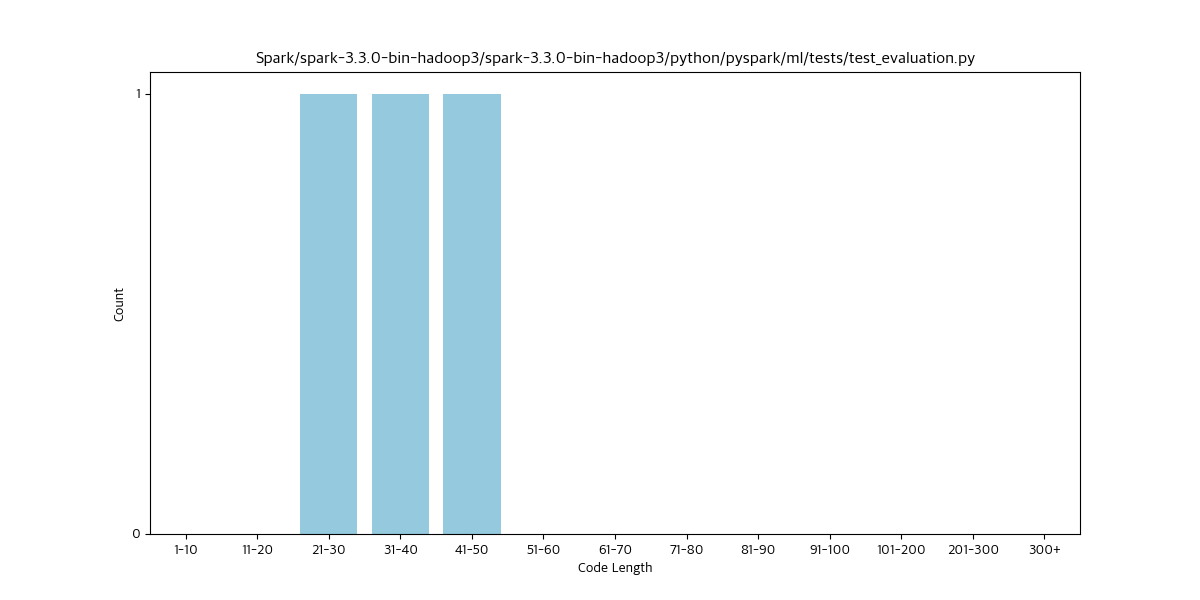 Spark/spark-3.3.0-bin-hadoop3/spark-3.3.0-bin-hadoop3/python/pyspark/ml/tests/test_evaluation.py
1
Count
0
1-10 11-20 21-30 31-40 41-50 51-60 61-70 71-80 81-90 91-100 101-200 201-300 300+
Code Length